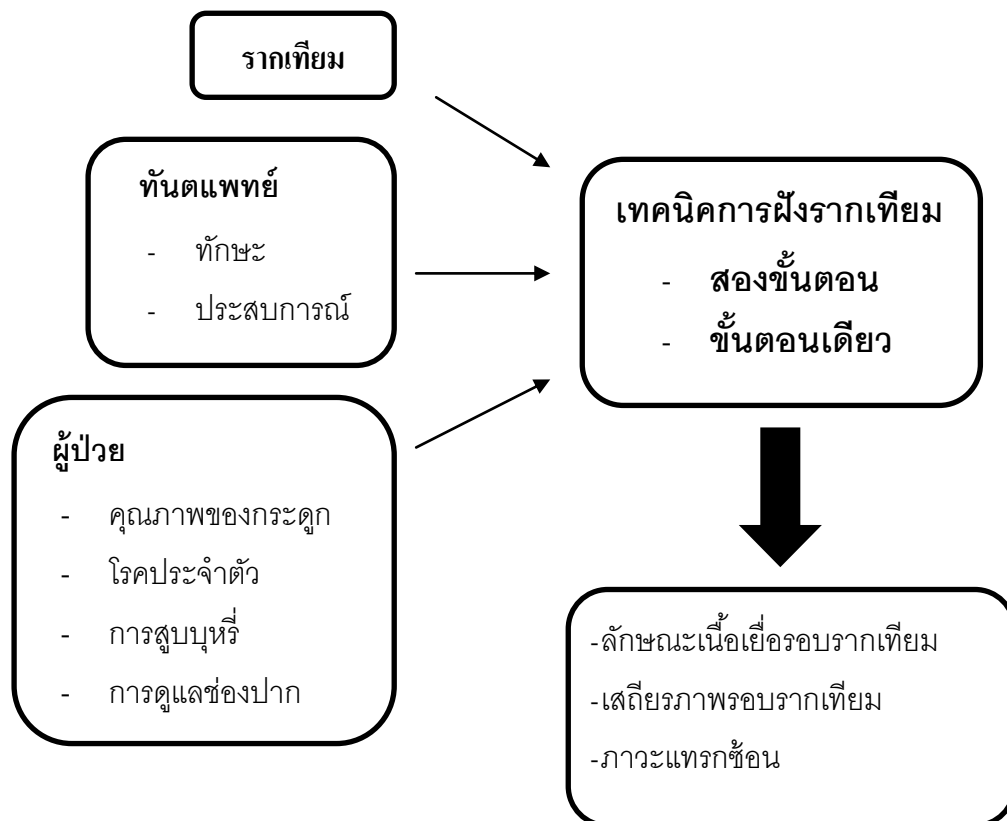 รากเทียม
ทันตแพทย์
- ทักษะ
- ประสบการณ์
ผู้ป่วย
- คุณภาพของกระดูก
- โรคประจำตัว
- การสูบบุหรี่
- การดูแลช่องปาก
เทคนิคการฝังรากเทียม
- สองขั้นตอน
- ขั้นตอนเดียว
-ลักษณะเนื้อเยื่อรอบรากเทียม
-เสถียรภาพรอบรากเทียม
-ภาวะแทรกซ้อน